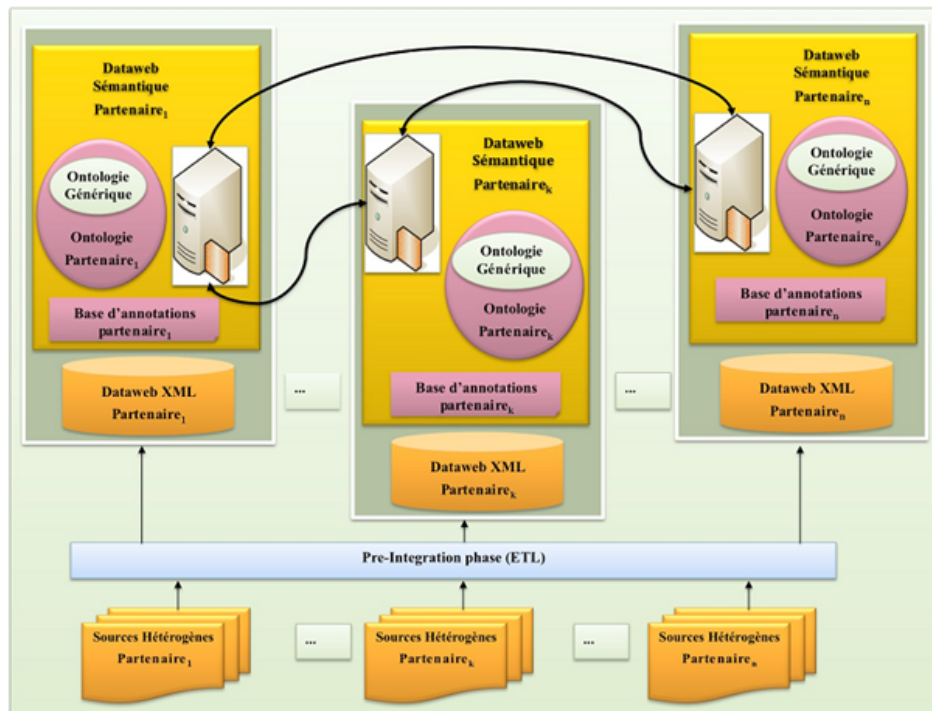 Dataweb
Sémantique
Partenaire₁
Ontologie
Générique
Ontologie
Partenaire₁
Base d'annotations
partenaire₁
Dataweb XML
Partenaire₁
...
Dataweb
Sémantique
Partenaireₖ
Ontologie
Générique
Ontologie
Partenaireₖ
Base d'annotations
partenaireₖ
Dataweb XML
Partenaireₖ
...
Dataweb
Sémantique
Partenaireₙ
Ontologie
Générique
Ontologie
Partenaireₙ
Base d'annotations
partenaireₙ
Dataweb XML
Partenaireₙ
Pre-Integration phase (ETL)
Sources Hétérogènes
Partenaire₁
...
Sources Hétérogènes
Partenaireₖ
...
Sources Hétérogènes
Partenaireₙ